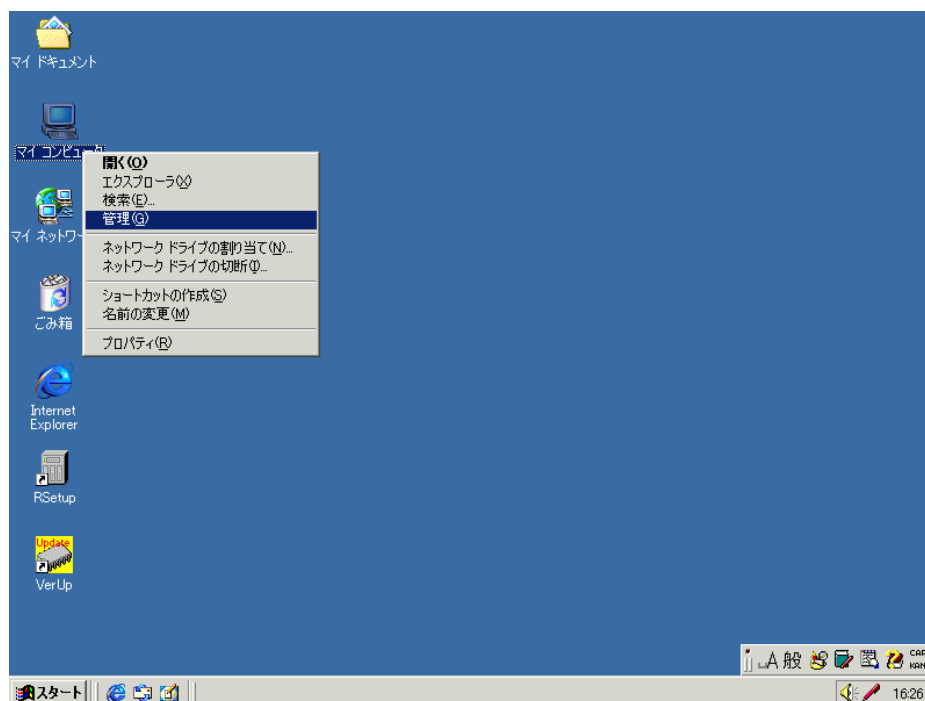 マイ ドキュメント
マイ コンピュータ
開く(O)
エクスプローラ(X)
検索(E)...
管理(G)
マイ ネットワー
ネットワーク ドライブの割り当て(N)...
ネットワーク ドライブの切断(I)...
ショートカットの作成(S)
名前の変更(M)
ごみ箱
プロパティ(R)
Internet
Explorer
RSetup
Update
VerUp
A 般
CAP
KAN
スタート
16:26